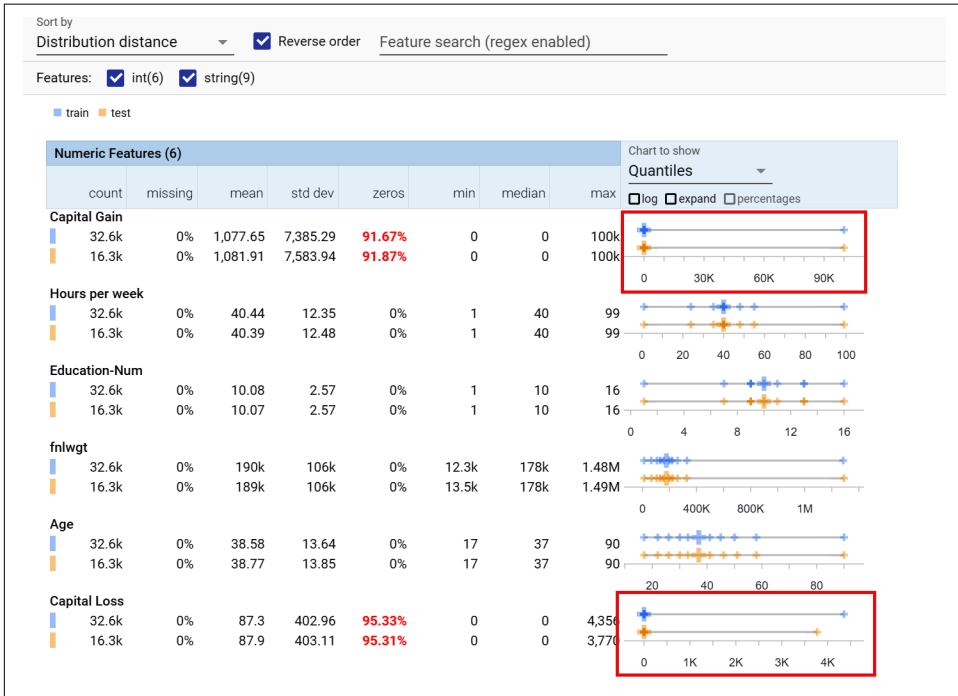 Sort by
Distribution distance Reverse order Feature search (regex enabled)
Features: int(6) string(9)
train test
Numeric Features (6) Chart to show
Quantiles
count missing mean std dev zeros min median max
log expand percentages
Capital Gain
32.6k 0% 1,077.65 7,385.29 91.67% 0 0 100k
16.3k 0% 1,081.91 7,583.94 91.87% 0 0 100k
0 30K 60K 90K
Hours per week
32.6k 0% 40.44 12.35 0% 1 40 99
16.3k 0% 40.39 12.48 0% 1 40 99
0 20 40 60 80 100
Education-Num
32.6k 0% 10.08 2.57 0% 1 10 16
16.3k 0% 10.07 2.57 0% 1 10 16
0 4 8 12 16
fnlwgt
32.6k 0% 190k 106k 0% 12.3k 178k 1.48M
16.3k 0% 189k 106k 0% 13.5k 178k 1.49M
0 400K 800K 1M
Age
32.6k 0% 38.58 13.64 0% 17 37 90
16.3k 0% 38.77 13.85 0% 17 37 90
20 40 60 80
Capital Loss
32.6k 0% 87.3 402.96 95.33% 0 0 4,356
16.3k 0% 87.9 403.11 95.31% 0 0 3,770
0 1K 2K 3K 4K